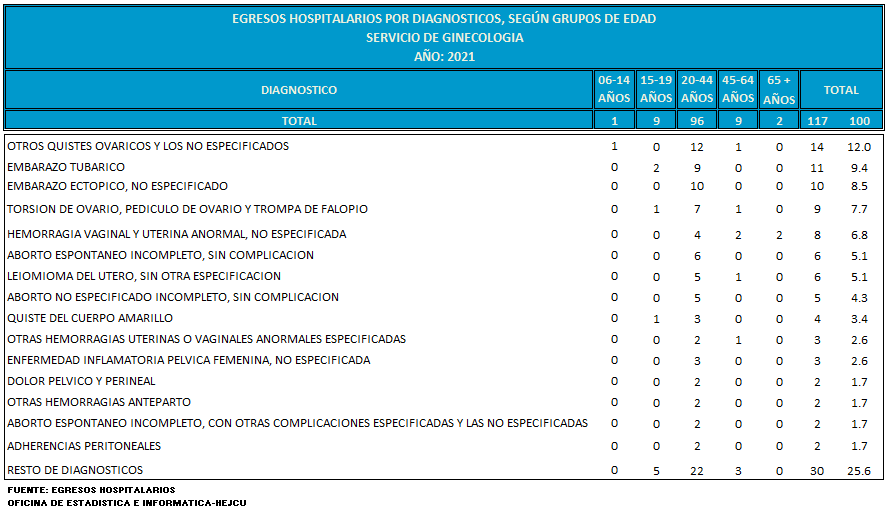 EGRESOS HOSPITALARIOS POR DIAGNOSTICOS, SEGÚN GRUPOS DE EDAD
SERVICIO DE GINECOLOGIA
AÑO: 2021
DIAGNOSTICO 06-14 AÑOS 15-19 AÑOS 20-44 AÑOS 45-64 AÑOS 65 + AÑOS TOTAL
TOTAL 1 9 96 9 2 117 100
OTROS QUISTES OVARICOS Y LOS NO ESPECIFICADOS 1 0 12 1 0 14 12.0
EMBARAZO TUBARICO 0 2 9 0 0 11 9.4
EMBARAZO ECTOPICO, NO ESPECIFICADO 0 0 10 0 0 10 8.5
TORSION DE OVARIO, PEDICULO DE OVARIO Y TROMPA DE FALOPIO 0 1 7 1 0 9 7.7
HEMORRAGIA VAGINAL Y UTERINA ANORMAL, NO ESPECIFICADA 0 0 4 2 2 8 6.8
ABORTO ESPONTANEO INCOMPLETO, SIN COMPLICACION 0 0 6 0 0 6 5.1
LEIOMIOMA DEL UTERO, SIN OTRA ESPECIFICACION 0 0 5 1 0 6 5.1
ABORTO NO ESPECIFICADO INCOMPLETO, SIN COMPLICACION 0 0 5 0 0 5 4.3
QUISTE DEL CUERPO AMARILLO 0 1 3 0 0 4 3.4
OTRAS HEMORRAGIAS UTERINAS O VAGINALES ANORMALES ESPECIFICADAS 0 0 2 1 0 3 2.6
ENFERMEDAD INFLAMATORIA PELVICA FEMENINA, NO ESPECIFICADA 0 0 3 0 0 3 2.6
DOLOR PELVICO Y PERINEAL 0 0 2 0 0 2 1.7
OTRAS HEMORRAGIAS ANTEPARTO 0 0 2 0 0 2 1.7
ABORTO ESPONTANEO INCOMPLETO, CON OTRAS COMPLICACIONES ESPECIFICADAS Y LAS NO ESPECIFICADAS 0 0 2 0 0 2 1.7
ADHERENCIAS PERITONEALES 0 0 2 0 0 2 1.7
RESTO DE DIAGNOSTICOS 0 5 22 3 0 30 25.6
FUENTE: EGRESOS HOSPITALARIOS
OFICINA DE ESTADISTICA E INFORMATICA-HEJCU